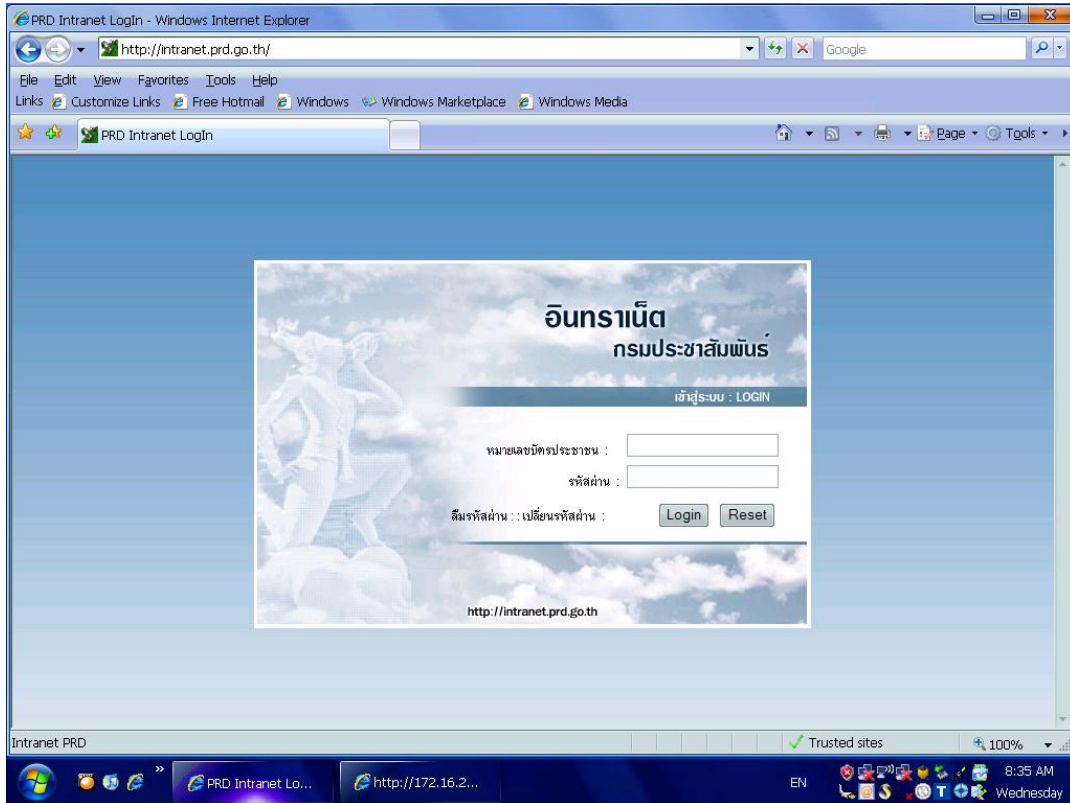 PRD Intranet LogIn - Windows Internet Explorer
http://intranet.prd.go.th/
Google
File Edit View Favorites Tools Help
Links Customize Links Free Hotmail Windows Windows Marketplace Windows Media
PRD Intranet LogIn
Page Tools
อินทราเน็ต
กรมประชาสัมพันธ์
เข้าสู่ระบบ : LOGIN
หมายเลขบัตรประชาชน :
รหัสผ่าน :
ลืมรหัสผ่าน : : เปลี่ยนรหัสผ่าน :
Login Reset
http://intranet.prd.go.th
Intranet PRD
Trusted sites
100%
PRD Intranet Lo...
http://172.16.2...
EN
8:35 AM
Wednesday